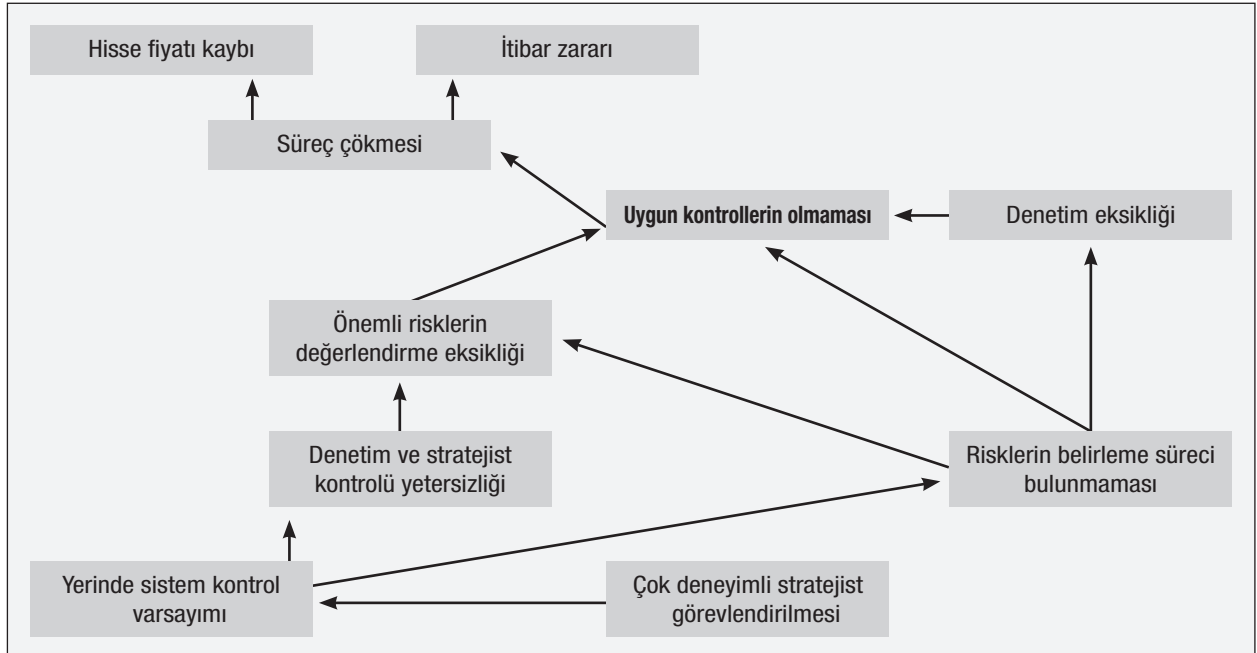 Hisse fiyatı kaybı
İtibar zararı
Süreç çökmesi
Uygun kontrollerin olmaması
Denetim eksikliği
Önemli risklerin
değerlendirme eksikliği
Denetim ve stratejist
kontrolü yetersizliği
Risklerin belirleme süreci
bulunmaması
Yerinde sistem kontrol
varsayımı
Çok deneyimli stratejist
görevlendirilmesi